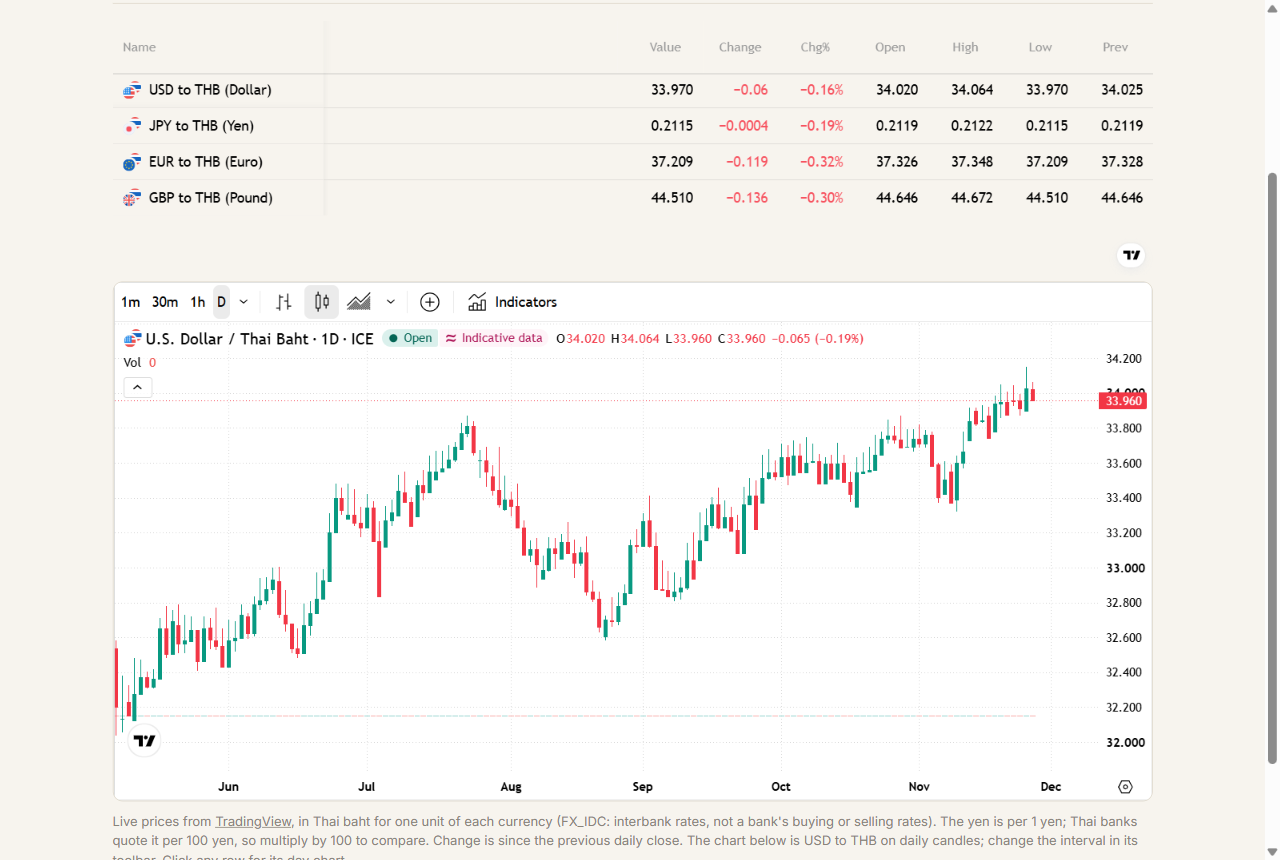 Name Value Change Chg% Open High Low Prev
USD to THB (Dollar) 33.970 −0.06 −0.16% 34.020 34.064 33.970 34.025
JPY to THB (Yen) 0.2115 −0.0004 −0.19% 0.2119 0.2122 0.2115 0.2119
EUR to THB (Euro) 37.209 −0.119 −0.32% 37.326 37.348 37.209 37.328
GBP to THB (Pound) 44.510 −0.136 −0.30% 44.646 44.672 44.510 44.646
1m 30m 1h D Indicators
U.S. Dollar / Thai Baht · 1D · ICE Open Indicative data O34.020 H34.064 L33.960 C33.960 −0.065 (−0.19%)
Vol 0
34.200
34.000
33.960
33.800
33.600
33.400
33.200
33.000
32.800
32.600
32.400
32.200
32.000
Jun Jul Aug Sep Oct Nov Dec
Live prices from TradingView, in Thai baht for one unit of each currency (FX_IDC: interbank rates, not a bank's buying or selling rates). The yen is per 1 yen; Thai banks
quote it per 100 yen, so multiply by 100 to compare. Change is since the previous daily close. The chart below is USD to THB on daily candles; change the interval in its
toolbar. Click any row for its day chart.